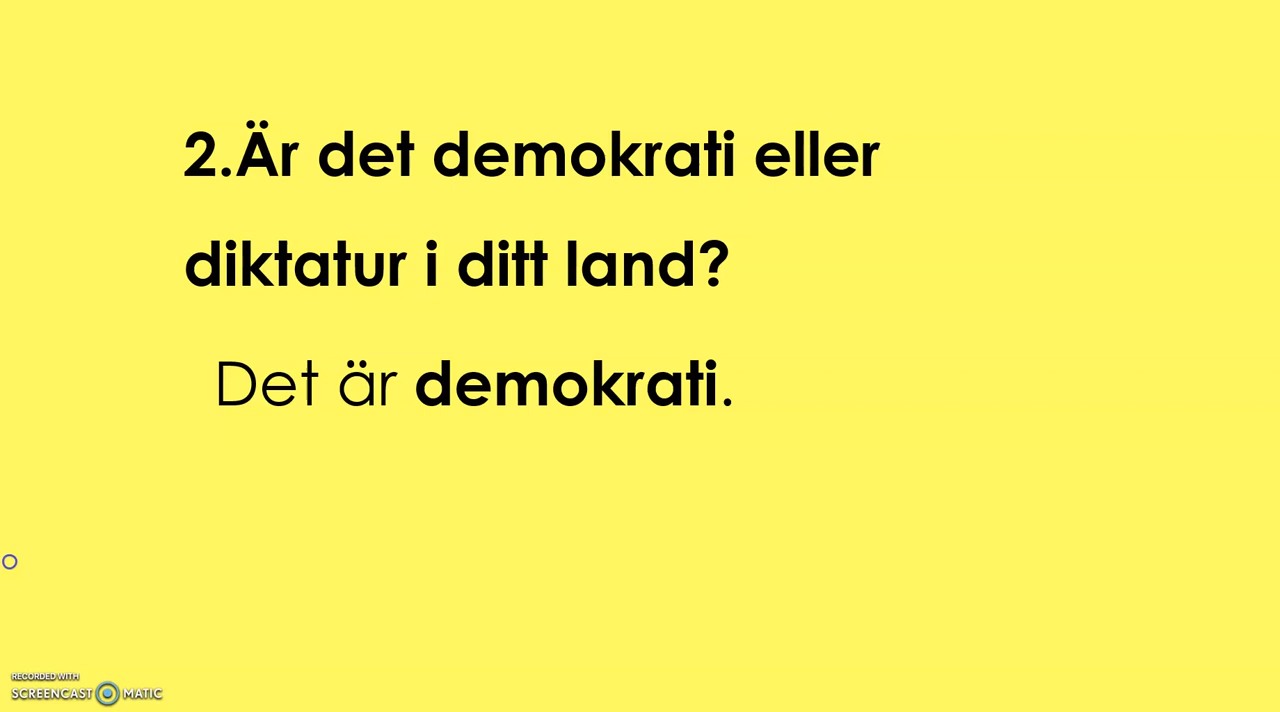 2.Är det demokrati eller
diktatur i ditt land?
Det är demokrati.
RECORDED WITH
SCREENCAST MATIC